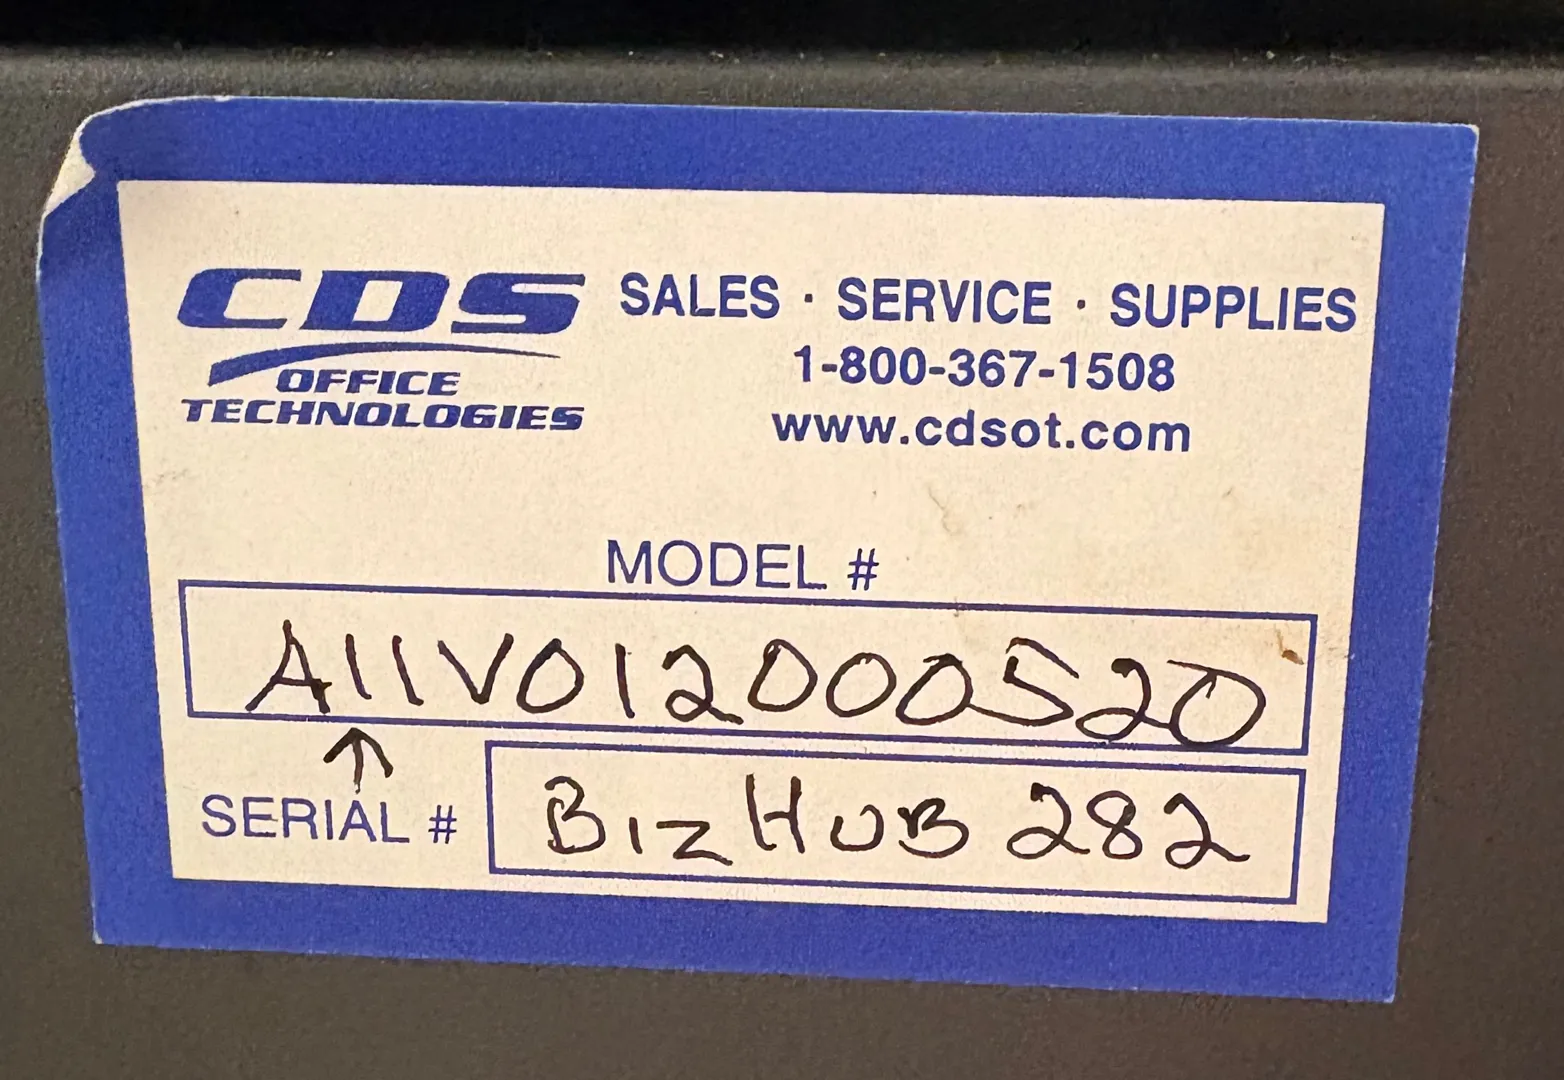 CDS SALES · SERVICE · SUPPLIES
OFFICE 1-800-367-1508
TECHNOLOGIES www.cdsot.com
MODEL #
A11V012000520
↑
SERIAL # BIZHUB 282